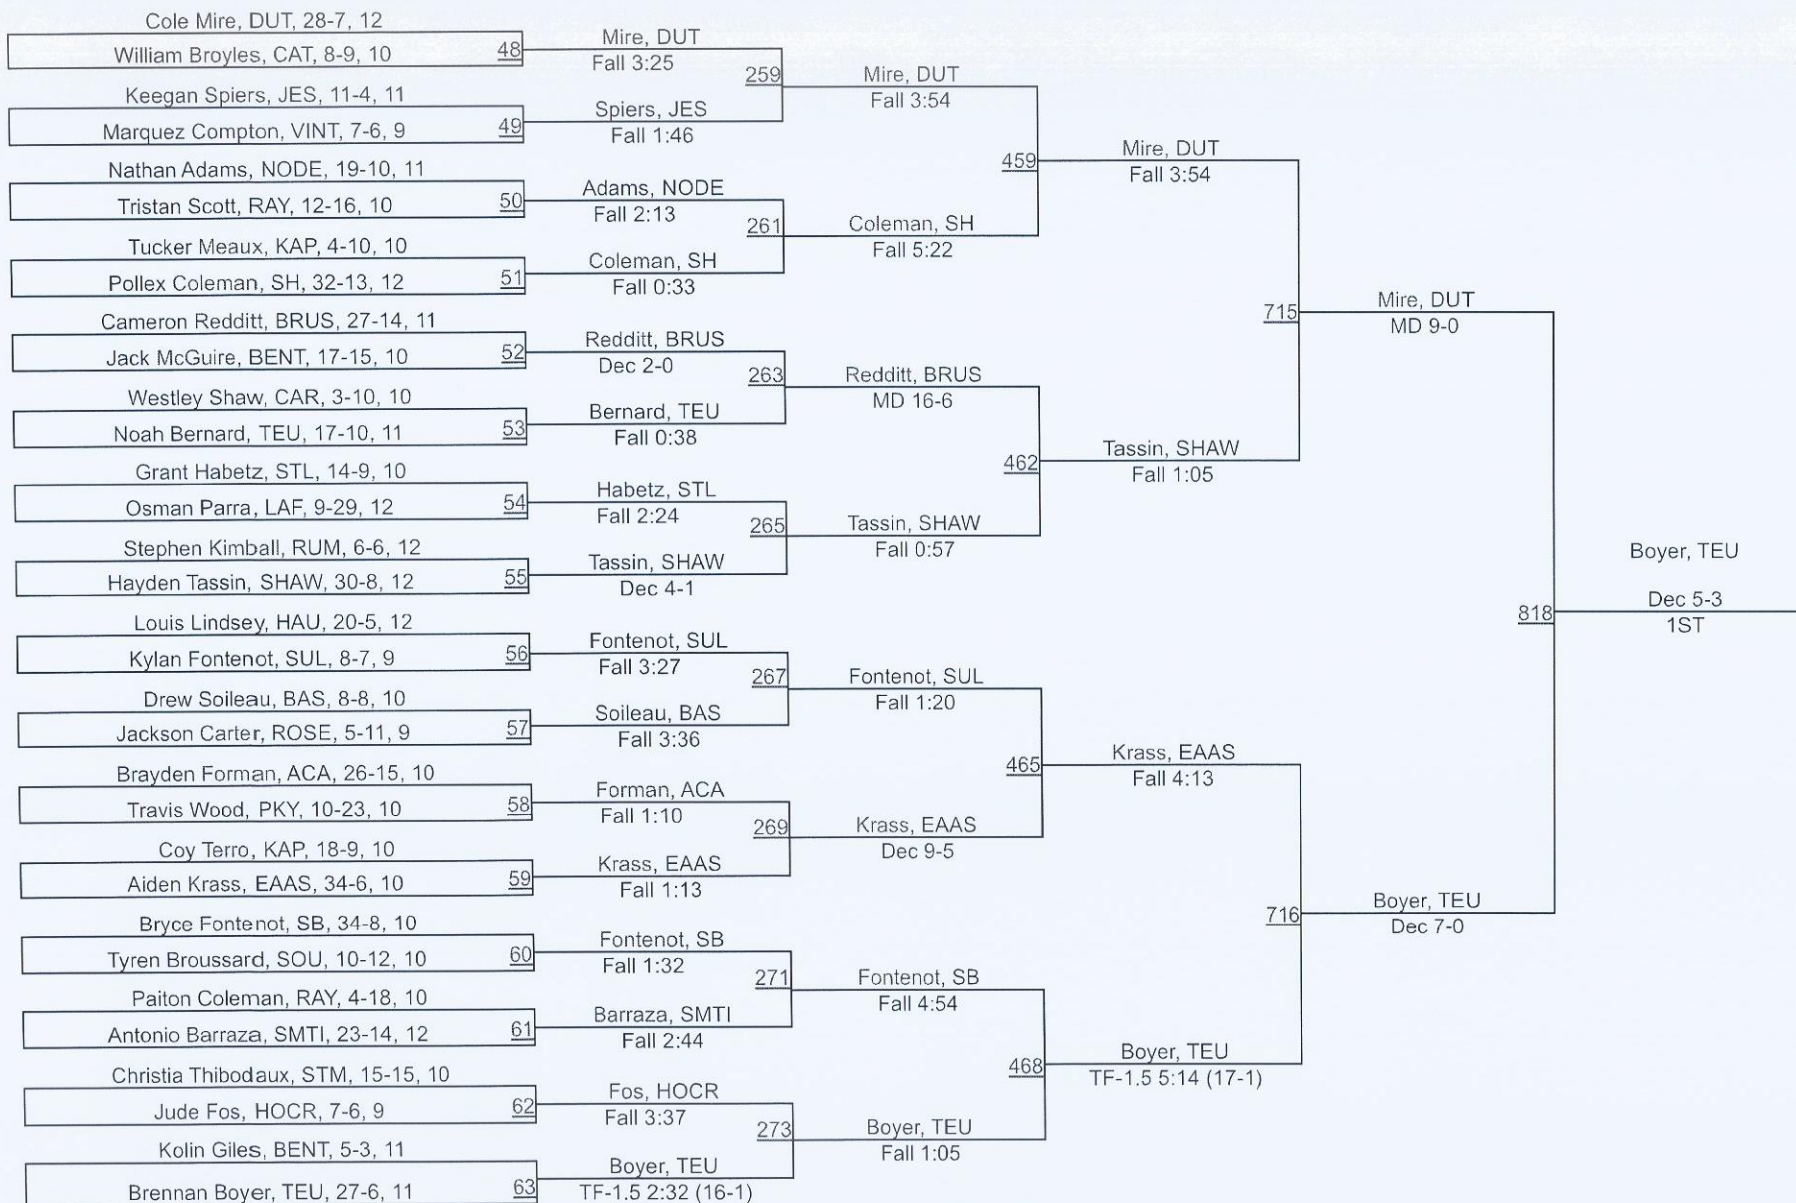 Cole Mire, DUT, 28-7, 12
William Broyles, CAT, 8-9, 10
48
Keegan Spiers, JES, 11-4, 11
Marquez Compton, VINT, 7-6, 9
49
Nathan Adams, NODE, 19-10, 11
Tristan Scott, RAY, 12-16, 10
50
Tucker Meaux, KAP, 4-10, 10
Pollex Coleman, SH, 32-13, 12
51
Cameron Redditt, BRUS, 27-14, 11
Jack McGuire, BENT, 17-15, 10
52
Westley Shaw, CAR, 3-10, 10
Noah Bernard, TEU, 17-10, 11
53
Grant Habetz, STL, 14-9, 10
Osman Parra, LAF, 9-29, 12
54
Stephen Kimball, RUM, 6-6, 12
Hayden Tassin, SHAW, 30-8, 12
55
Louis Lindsey, HAU, 20-5, 12
Kylan Fontenot, SUL, 8-7, 9
56
Drew Soileau, BAS, 8-8, 10
Jackson Carter, ROSE, 5-11, 9
57
Brayden Forman, ACA, 26-15, 10
Travis Wood, PKY, 10-23, 10
58
Coy Terro, KAP, 18-9, 10
Aiden Krass, EAAS, 34-6, 10
59
Bryce Fontenot, SB, 34-8, 10
Tyren Broussard, SOU, 10-12, 10
60
Paiton Coleman, RAY, 4-18, 10
Antonio Barraza, SMTI, 23-14, 12
61
Christia Thibodaux, STM, 15-15, 10
Jude Fos, HOCR, 7-6, 9
62
Kolin Giles, BENT, 5-3, 11
Brennan Boyer, TEU, 27-6, 11
63
Mire, DUT
Fall 3:25
259
Spiers, JES
Fall 1:46
Adams, NODE
Fall 2:13
261
Coleman, SH
Fall 0:33
Redditt, BRUS
Dec 2-0
263
Bernard, TEU
Fall 0:38
Habetz, STL
Fall 2:24
265
Tassin, SHAW
Dec 4-1
Fontenot, SUL
Fall 3:27
267
Soileau, BAS
Fall 3:36
Forman, ACA
Fall 1:10
269
Krass, EAAS
Fall 1:13
Fontenot, SB
Fall 1:32
271
Barraza, SMTI
Fall 2:44
Fos, HOCR
Fall 3:37
273
Boyer, TEU
TF-1.5 2:32 (16-1)
Mire, DUT
Fall 3:54
459
Coleman, SH
Fall 5:22
Redditt, BRUS
MD 16-6
462
Tassin, SHAW
Fall 0:57
Fontenot, SUL
Fall 1:20
465
Krass, EAAS
Dec 9-5
Fontenot, SB
Fall 4:54
468
Boyer, TEU
Fall 1:05
Mire, DUT
Fall 3:54
715
Tassin, SHAW
Fall 1:05
Krass, EAAS
Fall 4:13
716
Boyer, TEU
TF-1.5 5:14 (17-1)
Mire, DUT
MD 9-0
818
Boyer, TEU
Dec 7-0
Boyer, TEU
Dec 5-3
1ST